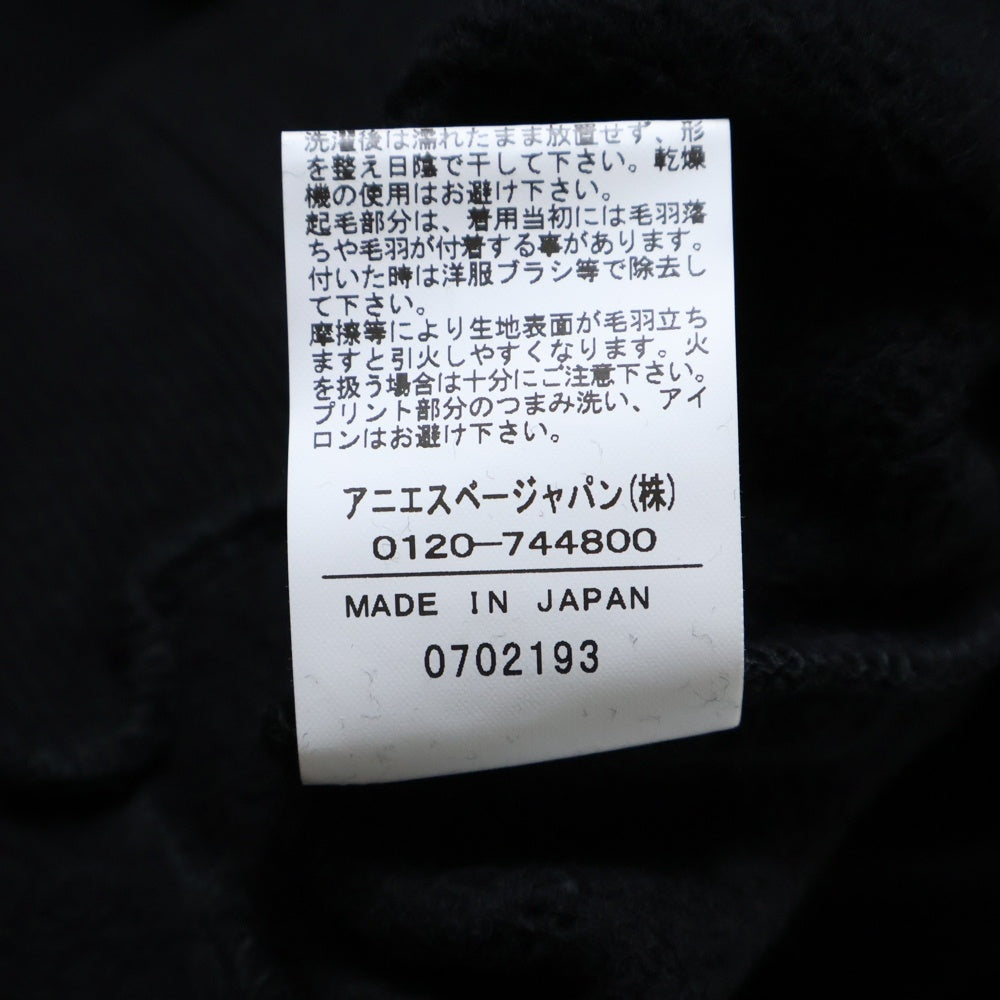 洗濯後は濡れたまま放置せず、形
を整え日陰で干して下さい。乾燥
機の使用はお避け下さい。
起毛部分は、着用当初には毛羽落
ちや毛羽が付着する事があります。
付いた時は洋服ブラシ等で除去し
て下さい。
摩擦等により生地表面が毛羽立ち
ますと引火しやすくなります。火
を扱う場合は十分にご注意下さい。
プリント部分のつまみ洗い、アイ
ロンはお避け下さい。
アニエスベージャパン(株)
0120-744800
MADE IN JAPAN
0702193